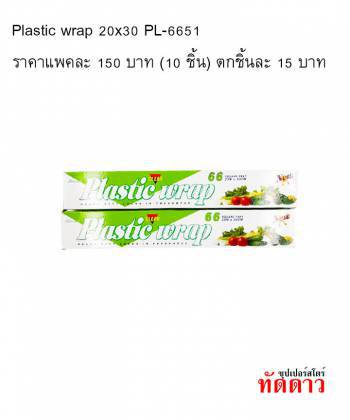 Plastic wrap 20x30 PL-6651
ราคาแพคละ 150 บาท (10 ชิ้น) ตกชิ้นละ 15 บาท
Plastic wrap
66
Plastic wrap
66
ซุปเปอร์สโตร์
ทัดดาว